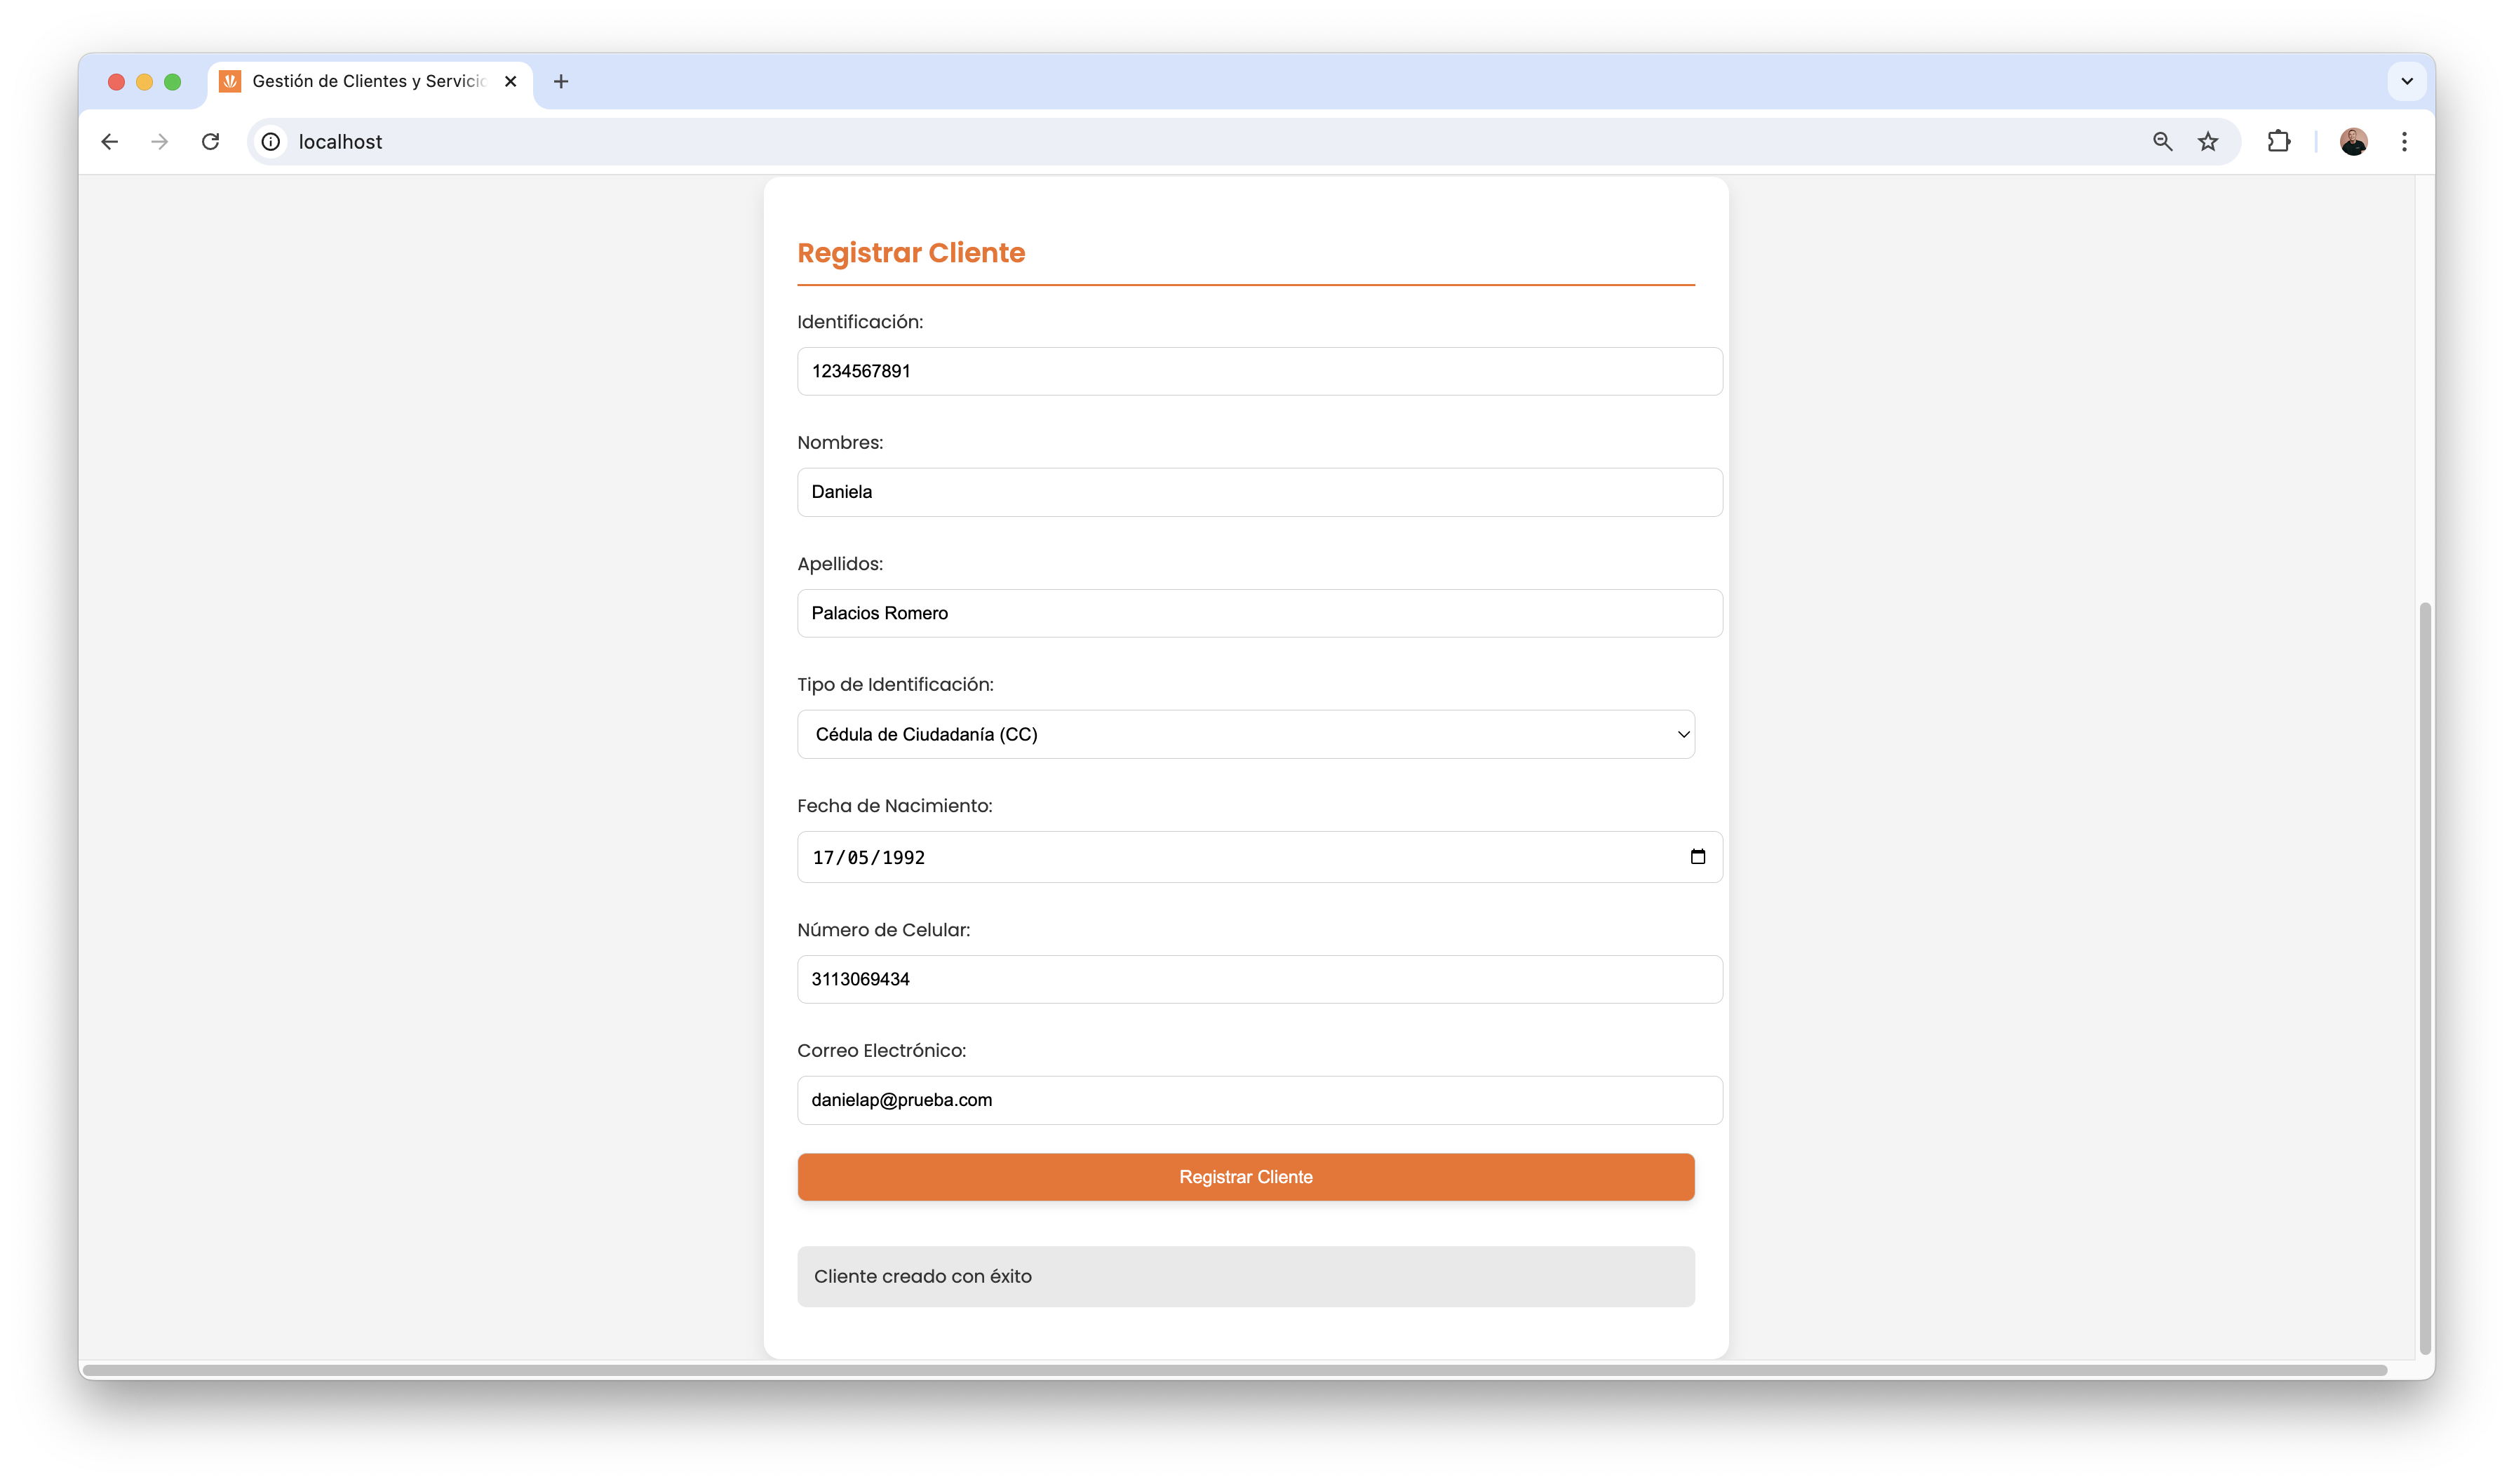 Gestión de Clientes y Servicio
localhost
Registrar Cliente
Identificación:
1234567891
Nombres:
Daniela
Apellidos:
Palacios Romero
Tipo de Identificación:
Cédula de Ciudadanía (CC)
Fecha de Nacimiento:
17/05/1992
Número de Celular:
3113069434
Correo Electrónico:
danielap@prueba.com
Registrar Cliente
Cliente creado con éxito